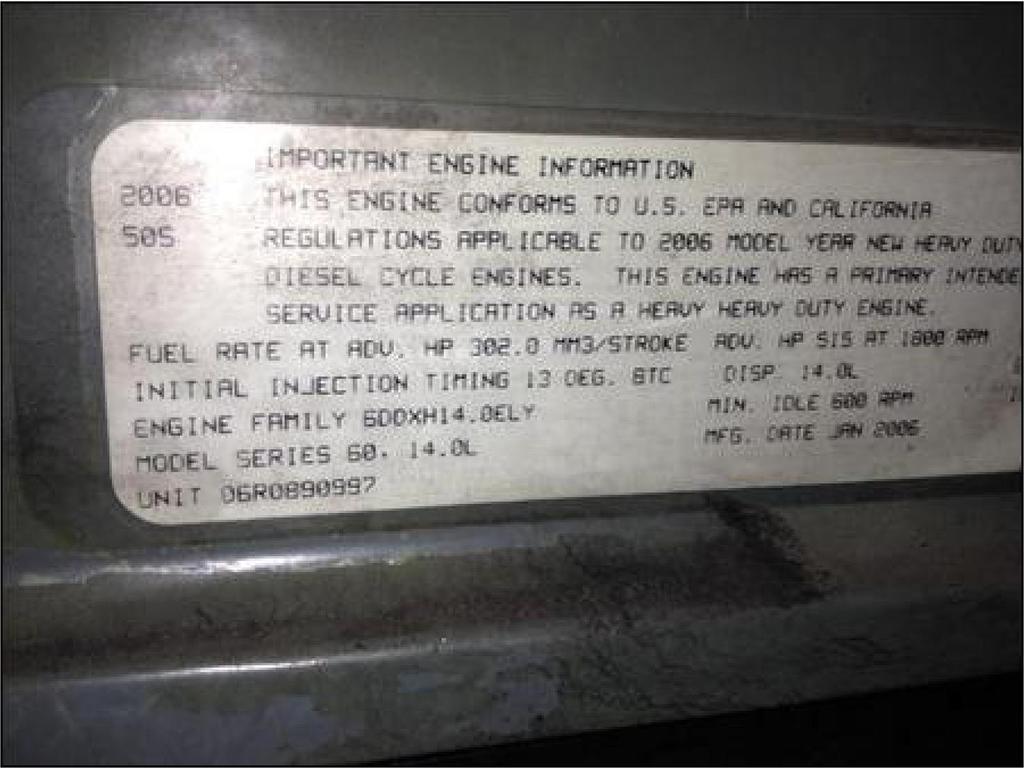 IMPORTANT ENGINE INFORMATION
2006 THIS ENGINE CONFORMS TO U.S. EPA AND CALIFORNIA
505 REGULATIONS APPLICABLE TO 2006 MODEL YEAR NEW HEAVY DUTY
DIESEL CYCLE ENGINES. THIS ENGINE HAS A PRIMARY INTENDE
SERVICE APPLICATION AS A HEAVY HEAVY DUTY ENGINE.
FUEL RATE AT ADV. HP 302.0 MM3/STROKE ADV. HP 515 AT 1800 RPM
INITIAL INJECTION TIMING 13 DEG. BTC DISP. 14.0L
ENGINE FAMILY 6DDXH14.0ELY MIN. IDLE 600 RPM
MODEL SERIES 60, 14.0L MFG. DATE JAN 2006
UNIT 06R0890997